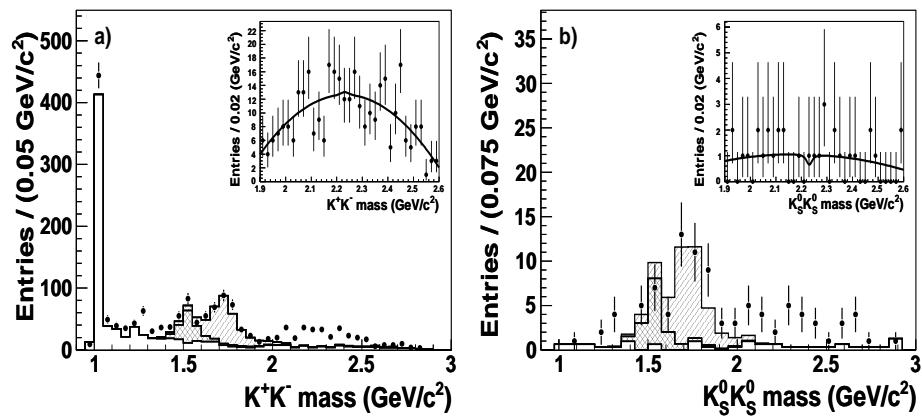 a)
Entries / (0.05 GeV/c²)
500
400
300
200
100
0
1 1.5 2 2.5 3
K⁺K⁻ mass (GeV/c²)
Entries / 0.02 (GeV/c²)
22
20
18
16
14
12
10
8
6
4
2
0
1.9 2 2.1 2.2 2.3 2.4 2.5 2.6
K⁺K⁻ mass (GeV/c²)
b)
Entries / (0.075 GeV/c²)
35
30
25
20
15
10
5
0
1 1.5 2 2.5 3
K⁰SK⁰S mass (GeV/c²)
Entries / 0.02 (GeV/c²)
6
5
4
3
2
1
0
1.9 2 2.1 2.2 2.3 2.4 2.5 2.6
K⁰SK⁰S mass (GeV/c²)